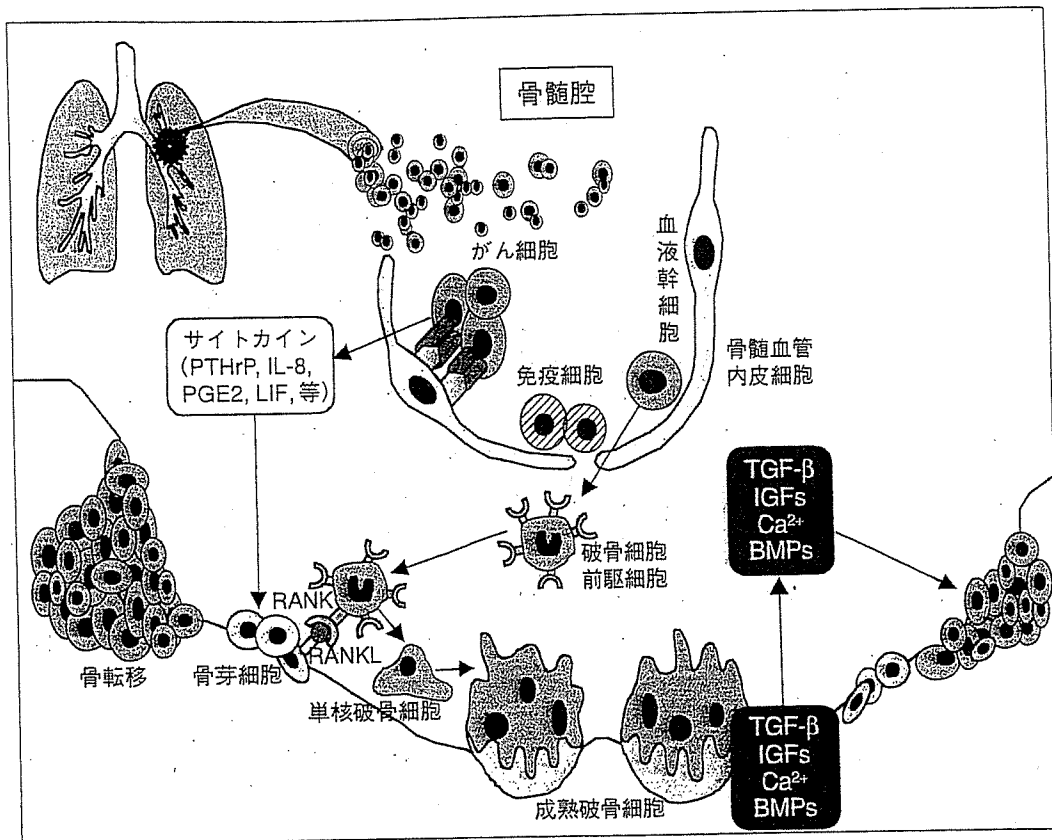 骨髄腔
がん細胞
血液幹細胞
サイトカイン
(PTHrP, IL-8,
PGE2, LIF, 等)
免疫細胞
骨髄血管
内皮細胞
TGF-β
IGFs
Ca²⁺
BMPs
破骨細胞
前駆細胞
RANK
RANKL
骨転移
骨芽細胞
単核破骨細胞
TGF-β
IGFs
Ca²⁺
BMPs
成熟破骨細胞